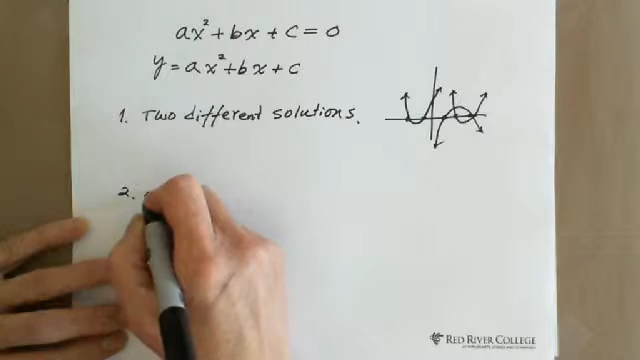 ax² + bx + c = 0
y = ax² + bx + c
1. Two different solutions.
2.
RED RIVER COLLEGE